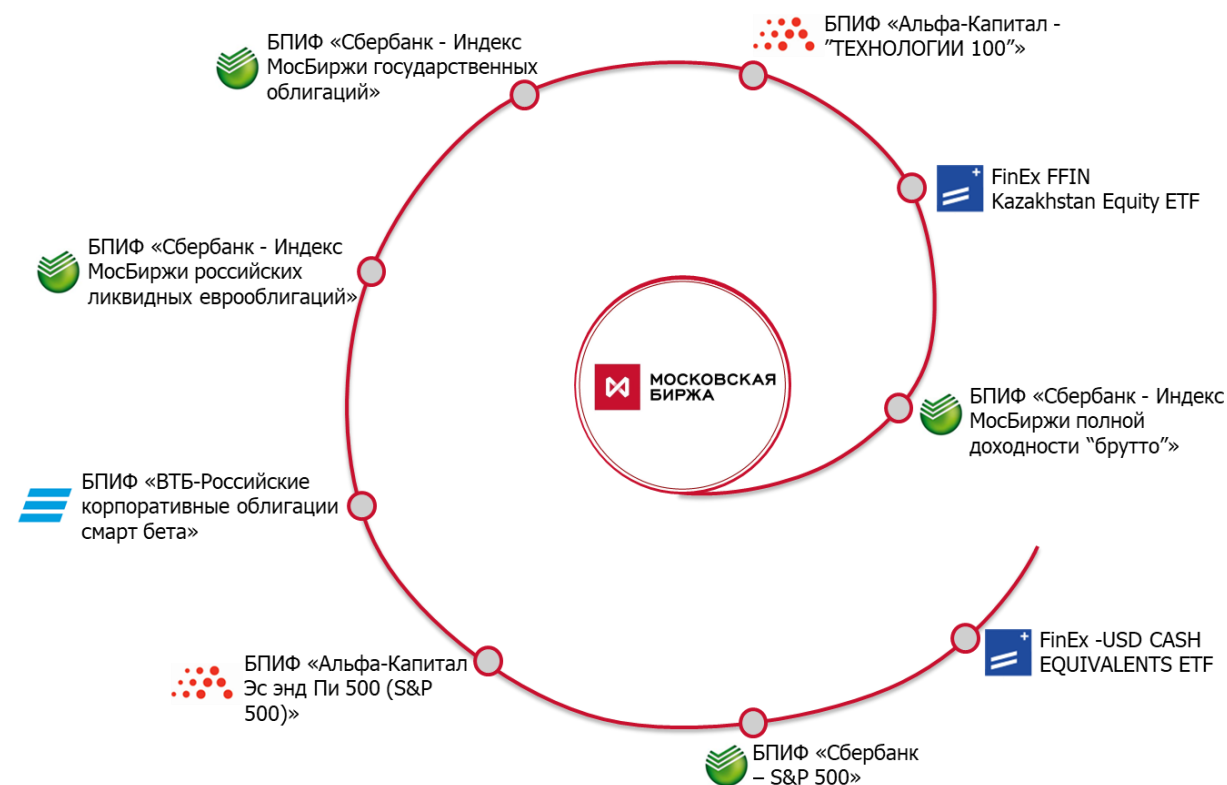 БПИФ «Альфа-Капитал -
”ТЕХНОЛОГИИ 100”»
БПИФ «Сбербанк - Индекс
МосБиржи государственных
облигаций»
FinEx FFIN
Kazakhstan Equity ETF
БПИФ «Сбербанк - Индекс
МосБиржи российских
ликвидных еврооблигаций»
МОСКОВСКАЯ
БИРЖА
БПИФ «Сбербанк - Индекс
МосБиржи полной
доходности “брутто”»
БПИФ «ВТБ-Российские
корпоративные облигации
смарт бета»
FinEx -USD CASH
EQUIVALENTS ETF
БПИФ «Альфа-Капитал
Эс энд Пи 500 (S&P
500)»
БПИФ «Сбербанк
– S&P 500»